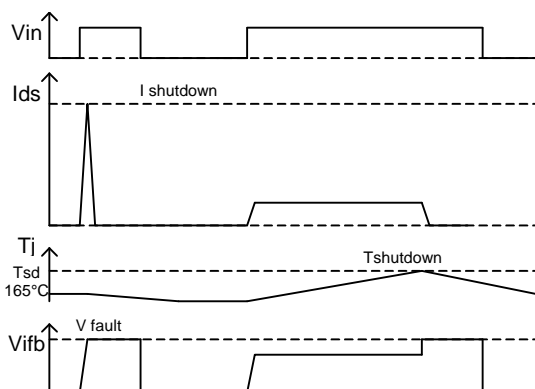 Vin
Ids
I shutdown
Tj
Tsd
165°C
Tshutdown
V fault
Vifb